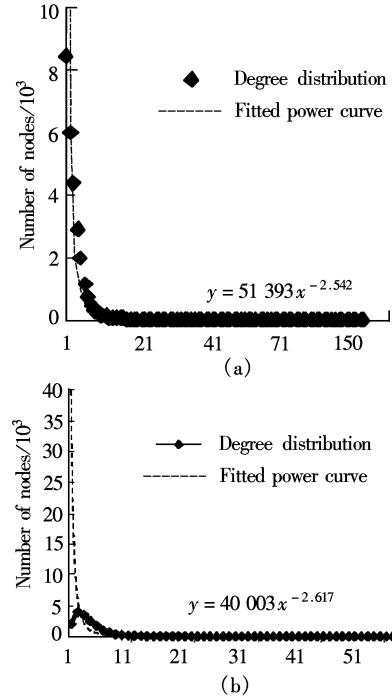 10
8
6
4
2
0
Number of nodes/10³
Degree distribution
Fitted power curve
y = 51 393x^{-2.542}
1 21 41 71 150
(a)
40
35
30
25
20
15
10
5
0
Number of nodes/10³
Degree distribution
Fitted power curve
y = 40 003x^{-2.617}
1 11 21 31 41 51
(b)